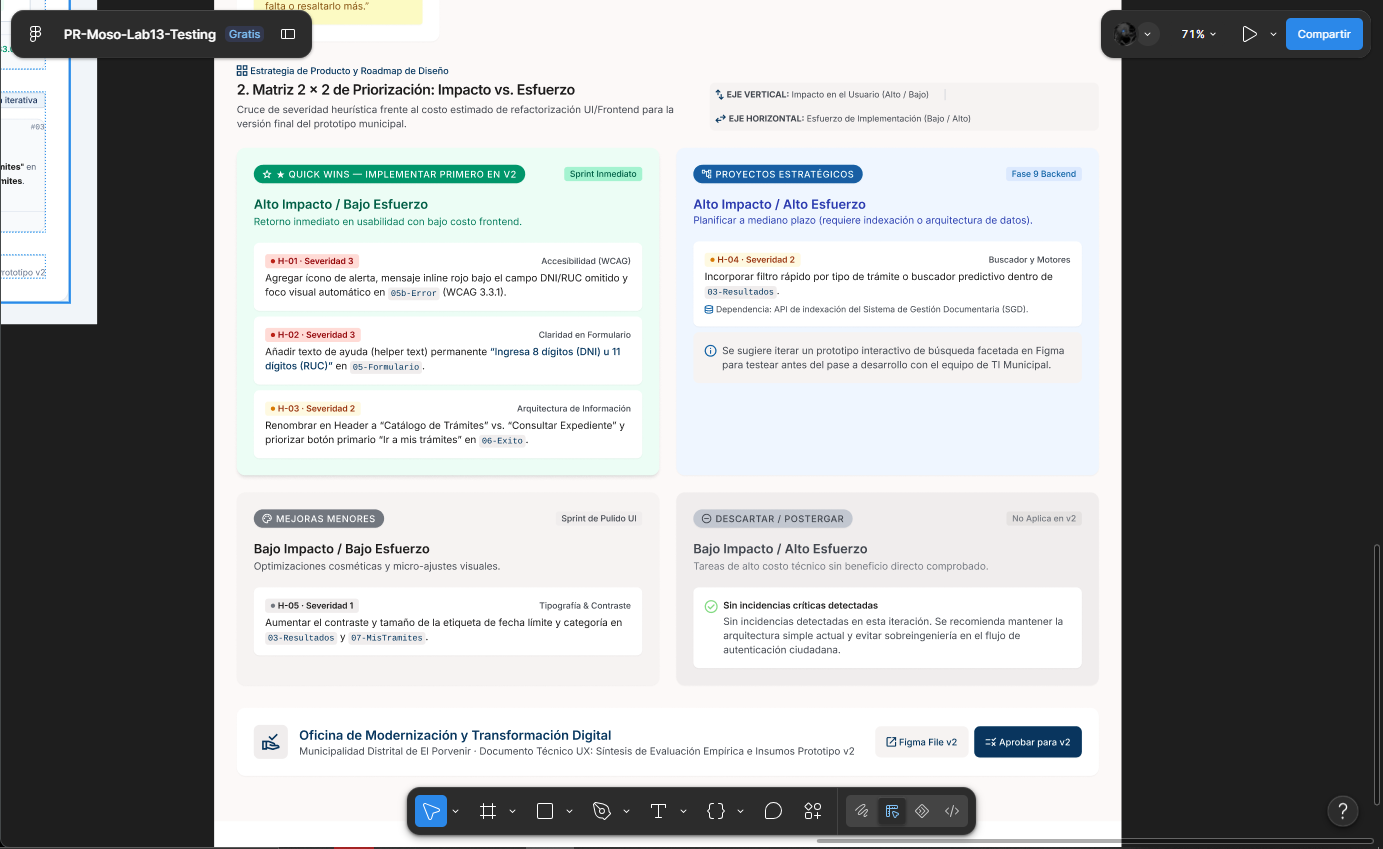 falta o resaltarlo más.”
PR-Moso-Lab13-Testing
Gratis
71%
Compartir
iterativa
#03
mites" en
mites.
rototipo v2
Estrategia de Producto y Roadmap de Diseño
2. Matriz 2 × 2 de Priorización: Impacto vs. Esfuerzo
Cruce de severidad heurística frente al costo estimado de refactorización UI/Frontend para la
versión final del prototipo municipal.
EJE VERTICAL: Impacto en el Usuario (Alto / Bajo)
EJE HORIZONTAL: Esfuerzo de Implementación (Bajo / Alto)
★ QUICK WINS — IMPLEMENTAR PRIMERO EN V2
Sprint Inmediato
Alto Impacto / Bajo Esfuerzo
Retorno inmediato en usabilidad con bajo costo frontend.
H-01 · Severidad 3
Accesibilidad (WCAG)
Agregar ícono de alerta, mensaje inline rojo bajo el campo DNI/RUC omitido y
foco visual automático en 05b-Error (WCAG 3.3.1).
H-02 · Severidad 3
Claridad en Formulario
Añadir texto de ayuda (helper text) permanente “Ingresa 8 dígitos (DNI) u 11
dígitos (RUC)” en 05-Formulario.
H-03 · Severidad 2
Arquitectura de Información
Renombrar en Header a “Catálogo de Trámites” vs. “Consultar Expediente” y
priorizar botón primario “Ir a mis trámites” en 06-Exito.
PROYECTOS ESTRATÉGICOS
Fase 9 Backend
Alto Impacto / Alto Esfuerzo
Planificar a mediano plazo (requiere indexación o arquitectura de datos).
H-04 · Severidad 2
Buscador y Motores
Incorporar filtro rápido por tipo de trámite o buscador predictivo dentro de
03-Resultados.
Dependencia: API de indexación del Sistema de Gestión Documentaria (SGD).
Se sugiere iterar un prototipo interactivo de búsqueda facetada en Figma
para testear antes del pase a desarrollo con el equipo de TI Municipal.
MEJORAS MENORES
Sprint de Pulido UI
Bajo Impacto / Bajo Esfuerzo
Optimizaciones cosméticas y micro-ajustes visuales.
H-05 · Severidad 1
Tipografía & Contraste
Aumentar el contraste y tamaño de la etiqueta de fecha límite y categoría en
03-Resultados y 07-MisTramites.
DESCARTAR / POSTERGAR
No Aplica en v2
Bajo Impacto / Alto Esfuerzo
Tareas de alto costo técnico sin beneficio directo comprobado.
Sin incidencias críticas detectadas
Sin incidencias detectadas en esta iteración. Se recomienda mantener la
arquitectura simple actual y evitar sobreingeniería en el flujo de
autenticación ciudadana.
Oficina de Modernización y Transformación Digital
Municipalidad Distrital de El Porvenir · Documento Técnico UX: Síntesis de Evaluación Empírica e Insumos Prototipo v2
Figma File v2
Aprobar para v2
?